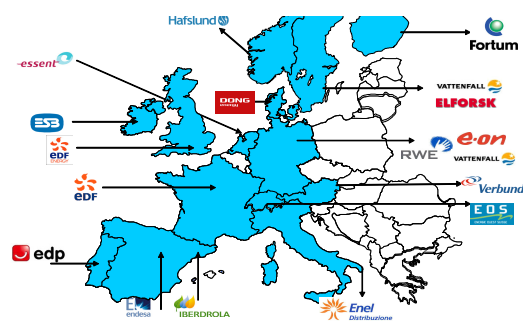 Hafslund
Fortum
essent
DONG
VATTENFALL
ELFORSK
ESB
eDF
ENERGY
e·on
RWE
VATTENFALL
eDF
Verbund
EOS
edp
endesa
IBERDROLA
Enel
Distribuzione